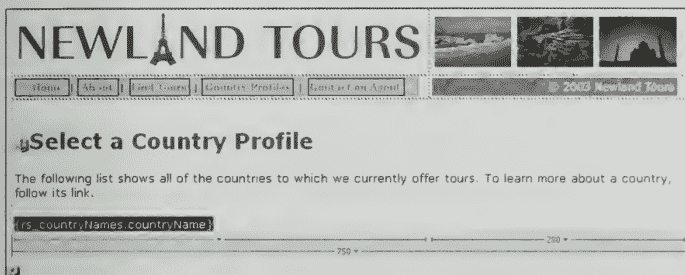 NEWLAND TOURS
Home | About | Find Tours | Country Profiles | Contact an Agent
© 2003 Newland Tours
Select a Country Profile
The following list shows all of the countries to which we currently offer tours. To learn more about a country,
follow its link.
{rs_countryNames.countryName}
200
750